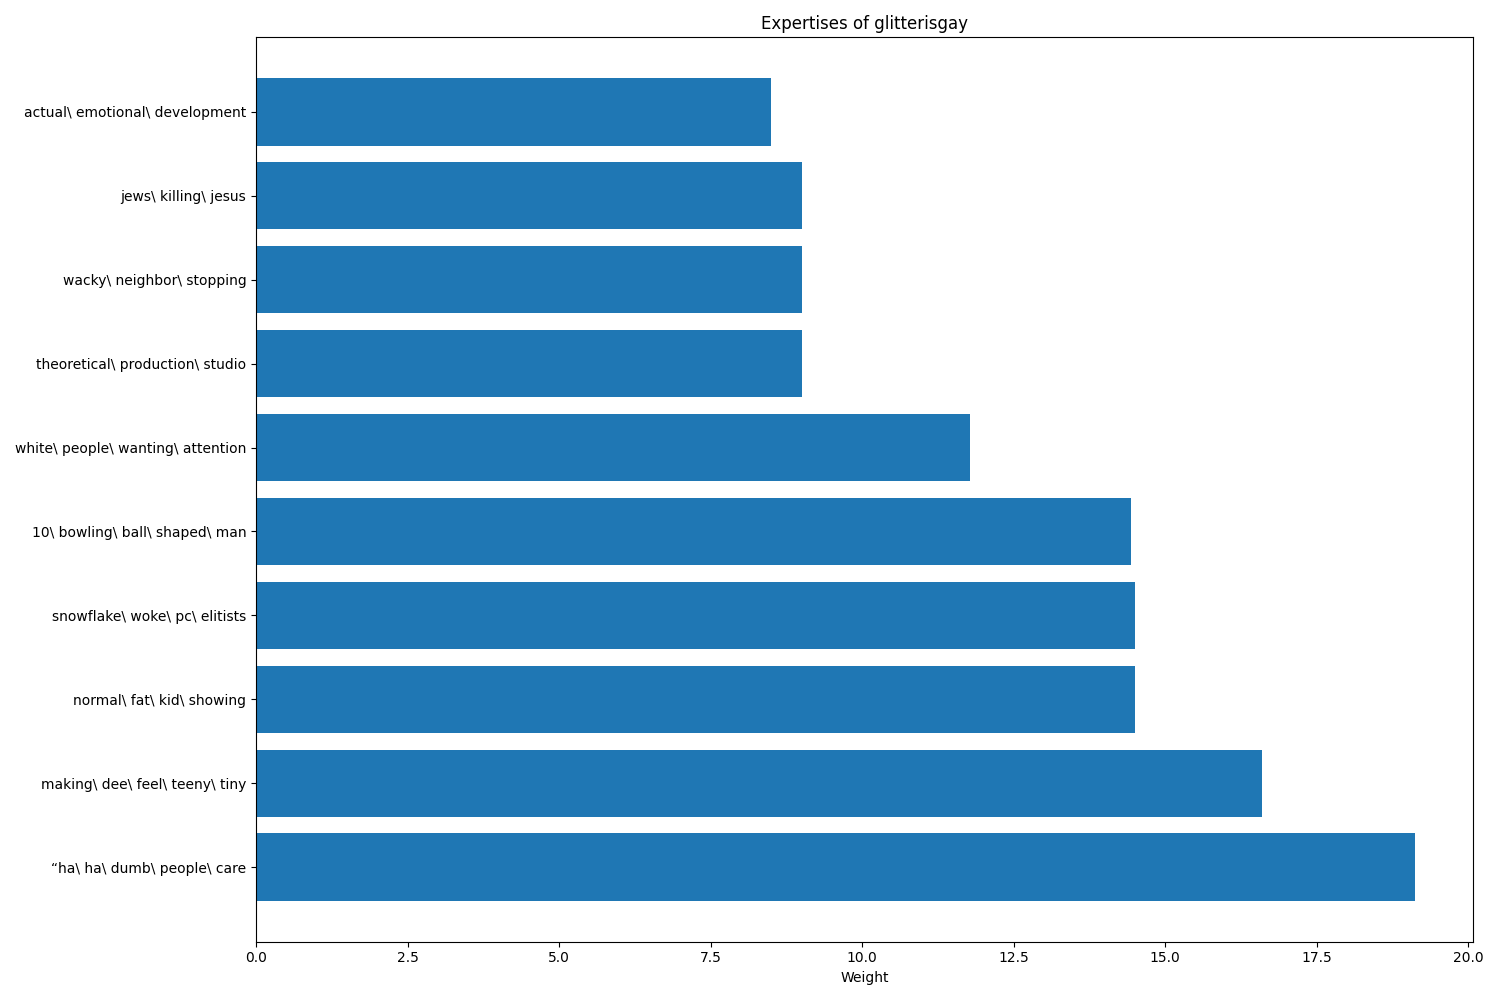 Expertises of glitterisgay
actual\ emotional\ development
jews\ killing\ jesus
wacky\ neighbor\ stopping
theoretical\ production\ studio
white\ people\ wanting\ attention
10\ bowling\ ball\ shaped\ man
snowflake\ woke\ pc\ elitists
normal\ fat\ kid\ showing
making\ dee\ feel\ teeny\ tiny
“ha\ ha\ dumb\ people\ care
0.0 2.5 5.0 7.5 10.0 12.5 15.0 17.5 20.0
Weight